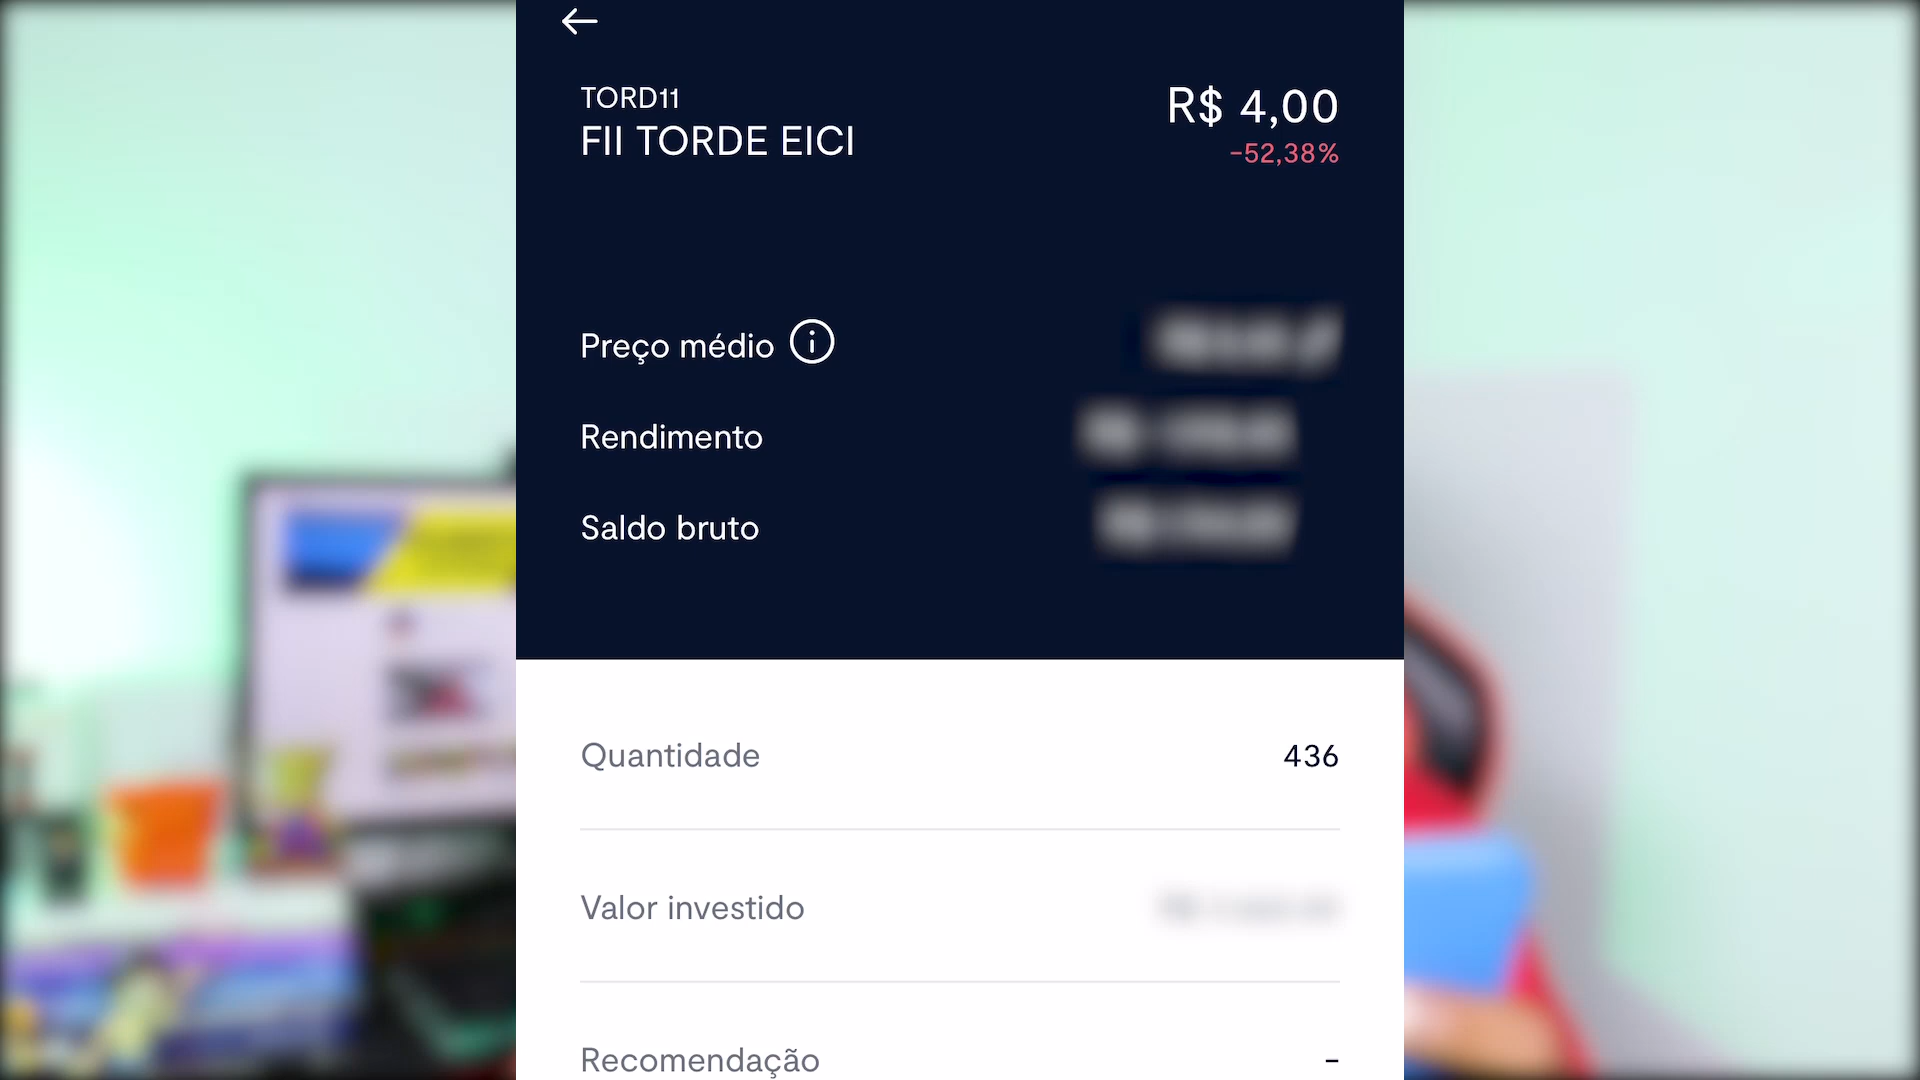 TORD11
FII TORDE EICI
R$ 4,00
-52,38%
Preço médio
Rendimento
Saldo bruto
Quantidade
436
Valor investido
Recomendação
-